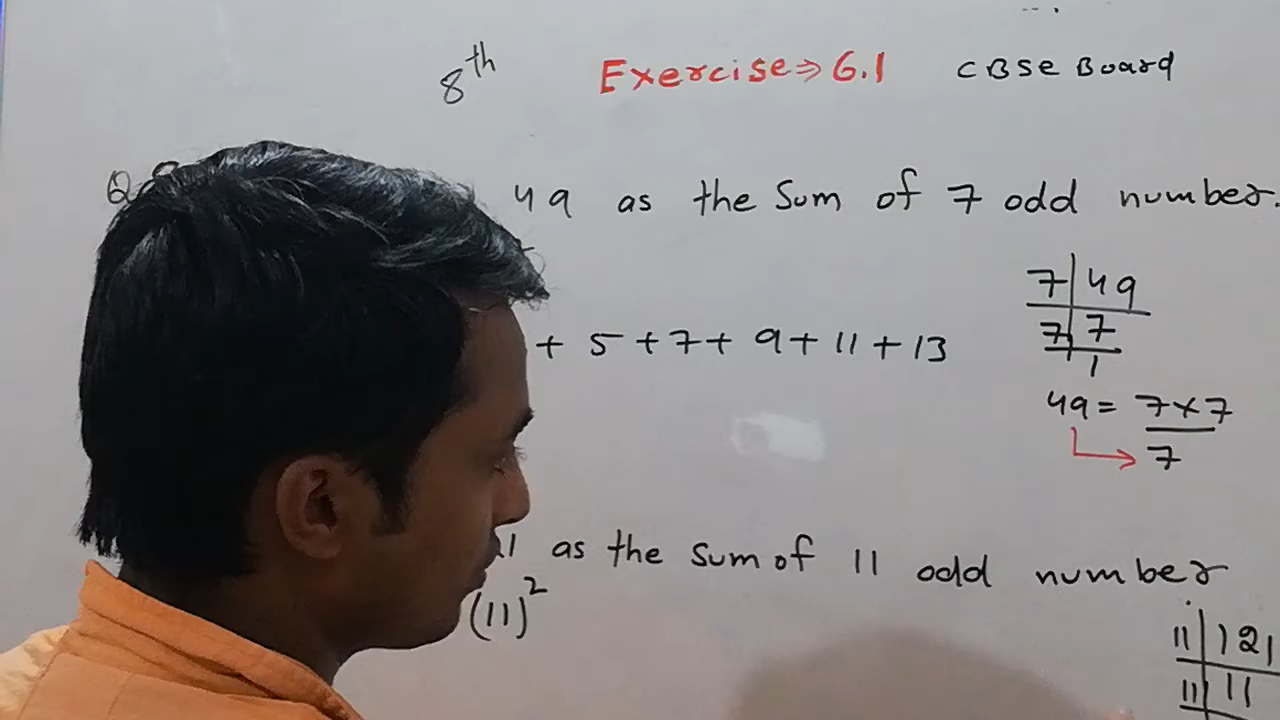 8th Exercise⇒ 6.1 CBSE Board
49 as the Sum of 7 odd number.
+ 5 + 7 + 9 + 11 + 13
7 | 49
7 | 7
1
49 = 7×7
7
as the sum of 11 odd number
(11)²
11 | 121
11 | 11